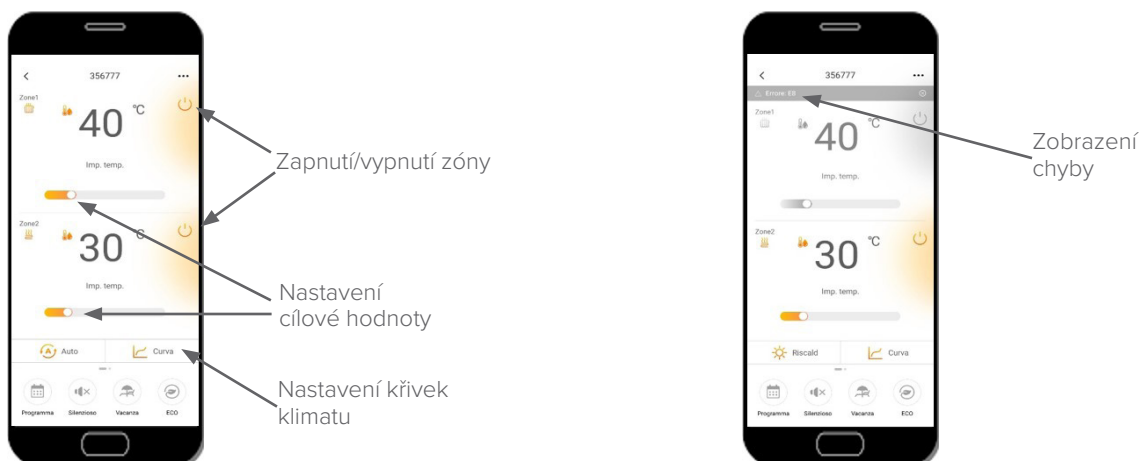 356777
Zone1
40 °C
Imp. temp.
Zone2
30 °C
Imp. temp.
A Auto
Curva
Programma
Silenzioso
Vacanza
ECO
Zapnutí/vypnutí zóny
Nastavení
cílové hodnoty
Nastavení křivek
klimatu
356777
Errore: E8
Zone1
40 °C
Imp. temp.
Zone2
30 °C
Imp. temp.
Riscald
Curva
Programma
Silenzioso
Vacanza
ECO
Zobrazení
chyby